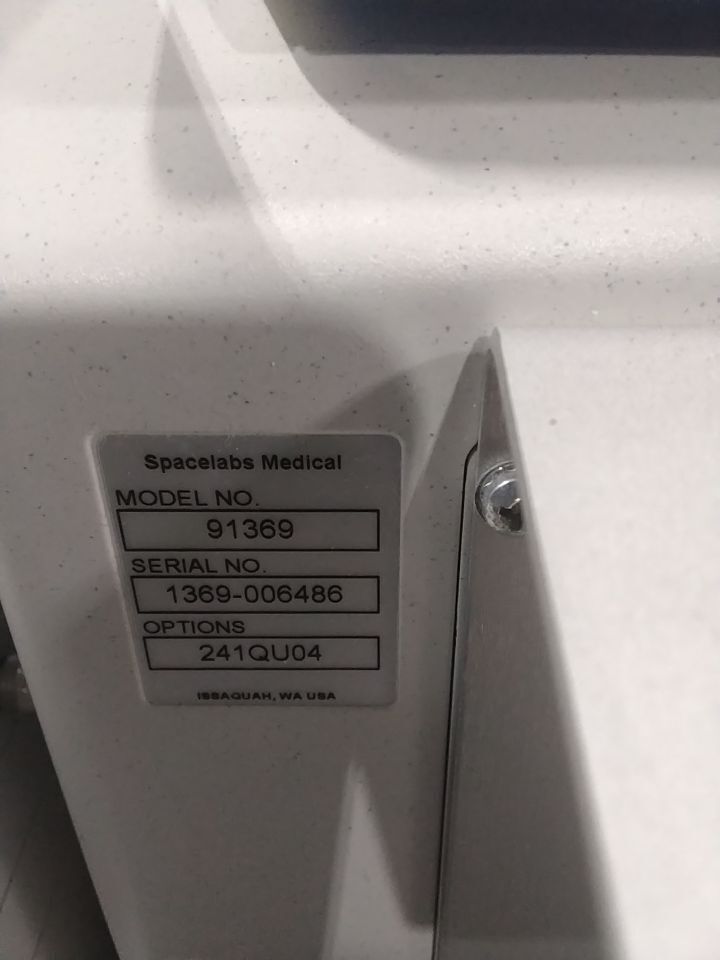 Spacelabs Medical
MODEL NO.
91369
SERIAL NO.
1369-006486
OPTIONS
241QU04
ISSAQUAH, WA USA